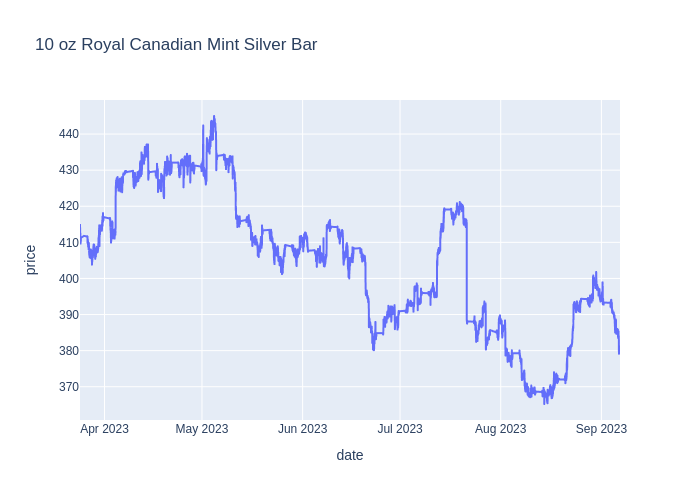 10 oz Royal Canadian Mint Silver Bar
440
430
420
410
400
390
380
370
price
Apr 2023 May 2023 Jun 2023 Jul 2023 Aug 2023 Sep 2023
date